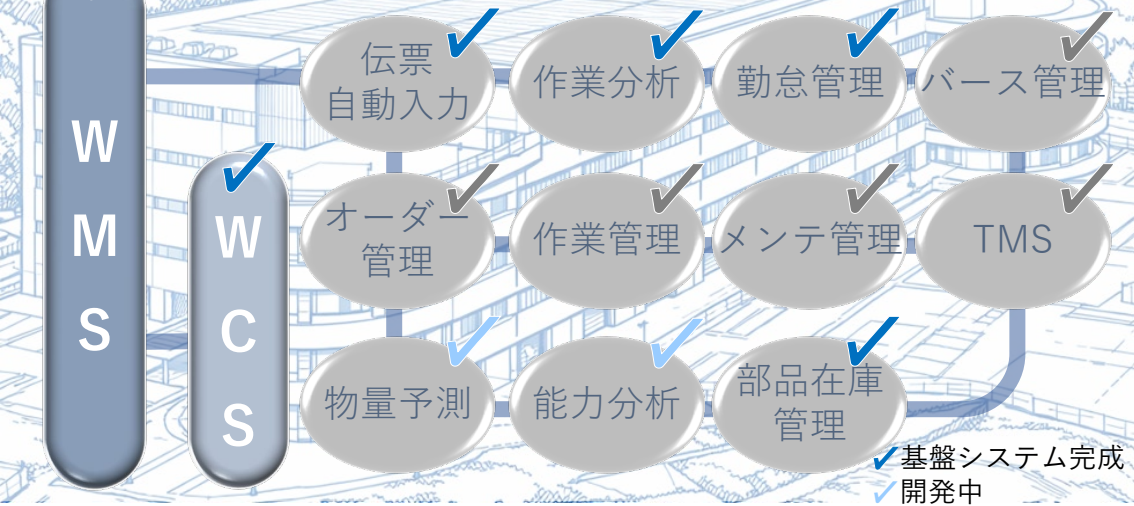 WMS
WCS
伝票
自動入力
作業分析
勤怠管理
バース管理
オーダー
管理
作業管理
メンテ管理
TMS
物量予測
能力分析
部品在庫
管理
基盤システム完成
開発中